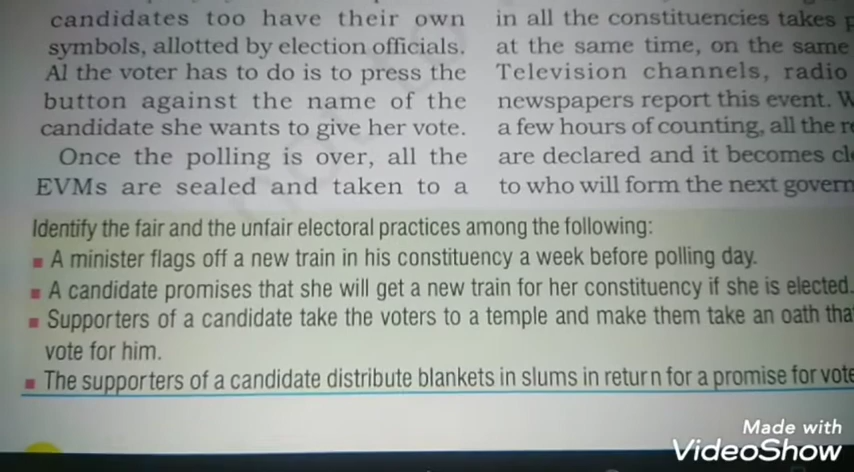 candidates too have their own
symbols, allotted by election officials.
Al the voter has to do is to press the
button against the name of the
candidate she wants to give her vote.
Once the polling is over, all the
EVMs are sealed and taken to a
in all the constituencies takes
at the same time, on the same
Television channels, radio
newspapers report this event.
a few hours of counting, all the
are declared and it becomes
to who will form the next
Identify the fair and the unfair electoral practices among the following:
■ A minister flags off a new train in his constituency a week before polling day.
■ A candidate promises that she will get a new train for her constituency if she is elected.
■ Supporters of a candidate take the voters to a temple and make them take an oath
vote for him.
■ The supporters of a candidate distribute blankets in slums in return for a promise for
Made with
VideoShow